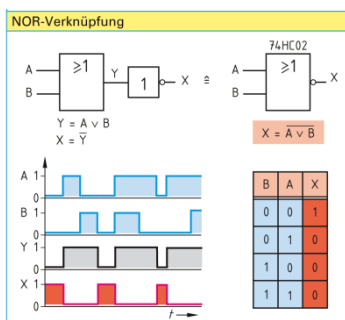 NOR-Verknüpfung
74HC02
A ≥1 Y 1 X ≙ A ≥1 X
B B
Y = A ∨ B
X = Y̅
X = A̅ ̅∨̅ ̅B̅
A 1
0
B 1
0
Y 1
0
X 1
0
t
B A X
0 0 1
0 1 0
1 0 0
1 1 0